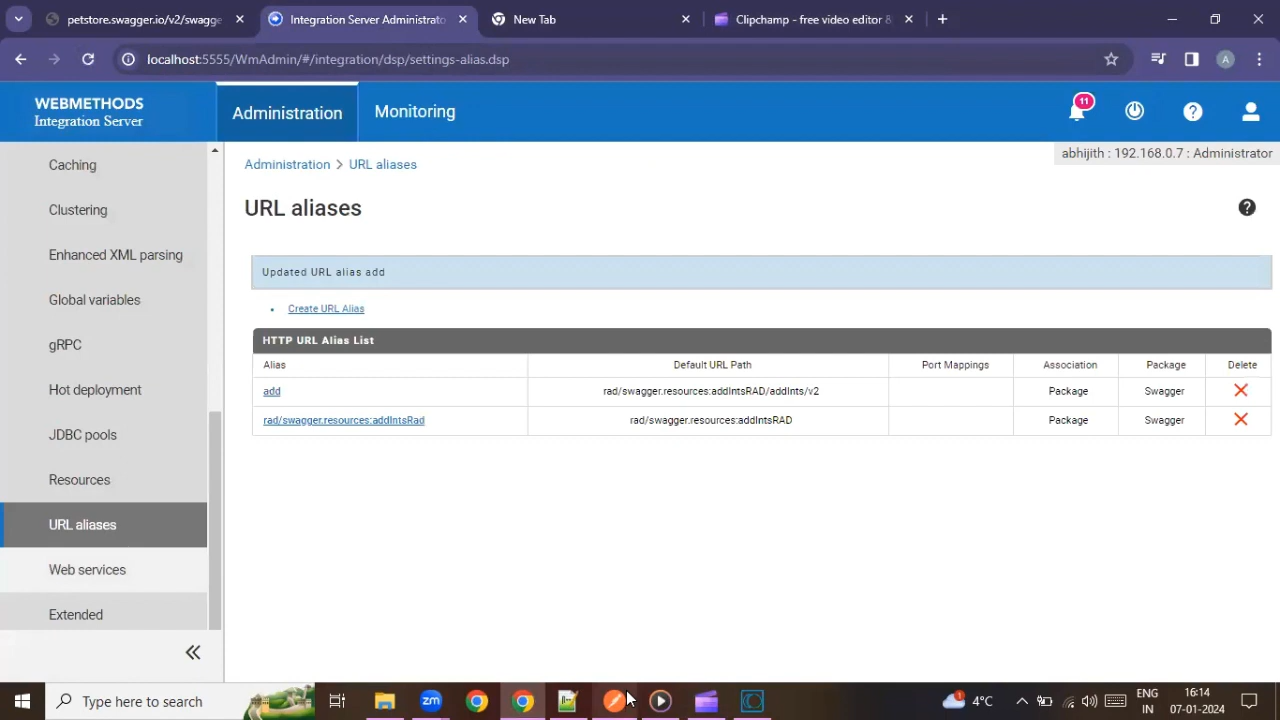 petstore.swagger.io/v2/swagge
Integration Server Administrato
New Tab
Clipchamp - free video editor &
localhost:5555/WmAdmin/#/integration/dsp/settings-alias.dsp
A
WEBMETHODS
Integration Server
Administration
Monitoring
11
abhijith : 192.168.0.7 : Administrator
Caching
Clustering
Enhanced XML parsing
Global variables
gRPC
Hot deployment
JDBC pools
Resources
URL aliases
Web services
Extended
Administration > URL aliases
URL aliases
Updated URL alias add
Create URL Alias
HTTP URL Alias List
Alias Default URL Path Port Mappings Association Package Delete
add rad/swagger.resources:addIntsRAD/addInts/v2 Package Swagger
rad/swagger.resources:addIntsRad rad/swagger.resources:addIntsRAD Package Swagger
Type here to search
zm
1
4°C
ENG
IN
16:14
07-01-2024